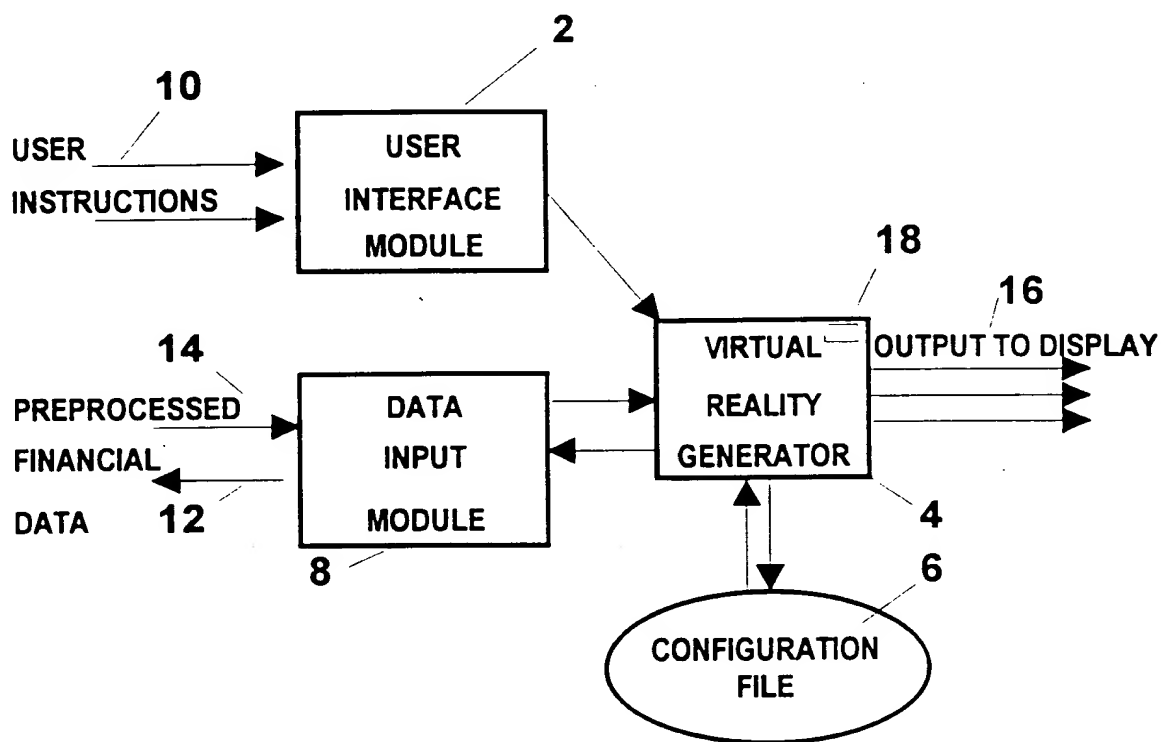 2
10
USER
INSTRUCTIONS
USER
INTERFACE
MODULE
18
16
VIRTUAL
REALITY
GENERATOR
OUTPUT TO DISPLAY
14
PREPROCESSED
FINANCIAL
DATA
12
DATA
INPUT
MODULE
8
4
6
CONFIGURATION
FILE